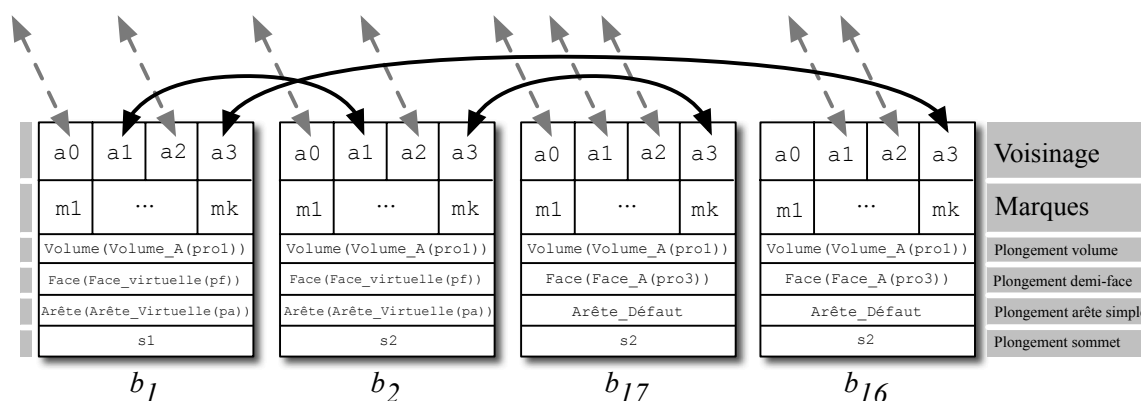 a0 a1 a2 a3 a0 a1 a2 a3 a0 a1 a2 a3 a0 a1 a2 a3 Voisinage
m1 ... mk m1 ... mk m1 ... mk m1 ... mk Marques
Volume(Volume_A(pro1)) Volume(Volume_A(pro1)) Volume(Volume_A(pro1)) Volume(Volume_A(pro1)) Plongement volume
Face(Face_virtuelle(pf)) Face(Face_virtuelle(pf)) Face(Face_A(pro3)) Face(Face_A(pro3)) Plongement demi-face
Arête(Arête_Virtuelle(pa)) Arête(Arête_Virtuelle(pa)) Arête_Défaut Arête_Défaut Plongement arête simple
s1 s2 s2 s2 Plongement sommet
b1 b2 b17 b16